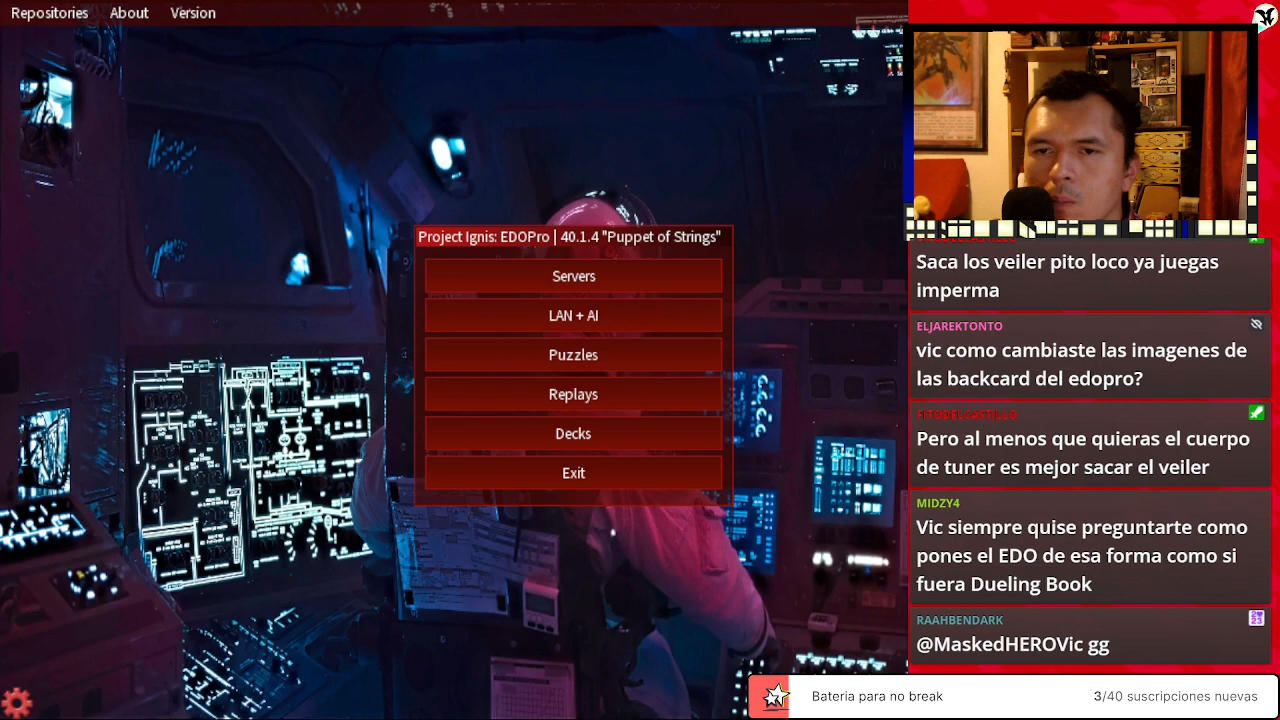 Repositories About Version
Project Ignis: EDOPro | 40.1.4 "Puppet of Strings"
Servers
LAN + AI
Puzzles
Replays
Decks
Exit
Saca los veiler pito loco ya juegas
imperma
ELJAREKTONTO
vic como cambiaste las imagenes de
las backcard del edopro?
FITODELCASTILLO
Pero al menos que quieras el cuerpo
de tuner es mejor sacar el veiler
MIDZY4
Vic siempre quise preguntarte como
pones el EDO de esa forma como si
fuera Dueling Book
RAAHBENDARK
@MaskedHEROVic gg
Bateria para no break
3/40 suscripciones nuevas